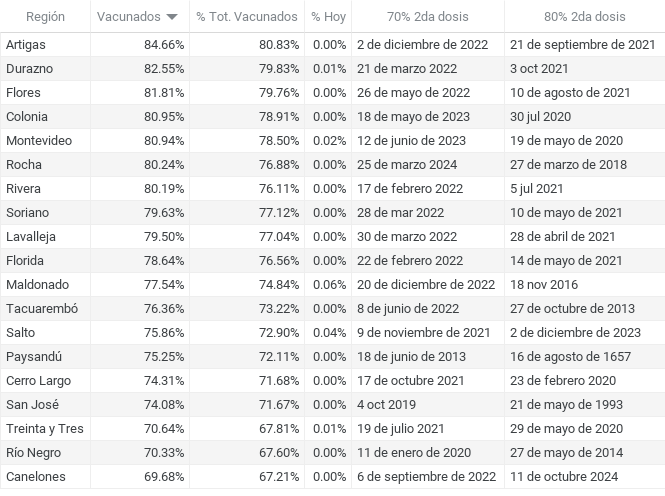 Región Vacunados % Tot. Vacunados % Hoy 70% 2da dosis 80% 2da dosis
Artigas 84.66% 80.83% 0.00% 2 de diciembre de 2022 21 de septiembre de 2021
Durazno 82.55% 79.83% 0.01% 21 de marzo 2022 3 oct 2021
Flores 81.81% 79.76% 0.00% 26 de mayo de 2022 10 de agosto de 2021
Colonia 80.95% 78.91% 0.00% 18 de mayo de 2023 30 jul 2020
Montevideo 80.94% 78.50% 0.02% 12 de junio de 2023 19 de mayo de 2020
Rocha 80.24% 76.88% 0.00% 25 de marzo 2024 27 de marzo de 2018
Rivera 80.19% 76.11% 0.00% 17 de febrero 2022 5 jul 2021
Soriano 79.63% 77.12% 0.00% 28 de mar 2022 10 de mayo de 2021
Lavalleja 79.50% 77.04% 0.00% 30 de marzo 2022 28 de abril de 2021
Florida 78.64% 76.56% 0.00% 22 de febrero 2022 14 de mayo de 2021
Maldonado 77.54% 74.84% 0.06% 20 de diciembre de 2022 18 nov 2016
Tacuarembó 76.36% 73.22% 0.00% 8 de junio de 2022 27 de octubre de 2013
Salto 75.86% 72.90% 0.04% 9 de noviembre de 2021 2 de diciembre de 2023
Paysandú 75.25% 72.11% 0.00% 18 de junio de 2013 16 de agosto de 1657
Cerro Largo 74.31% 71.68% 0.00% 17 de octubre 2021 23 de febrero 2020
San José 74.08% 71.67% 0.00% 4 oct 2019 21 de mayo de 1993
Treinta y Tres 70.64% 67.81% 0.01% 19 de julio 2021 29 de mayo de 2020
Río Negro 70.33% 67.60% 0.00% 11 de enero de 2020 27 de mayo de 2014
Canelones 69.68% 67.21% 0.00% 6 de septiembre de 2022 11 de octubre 2024